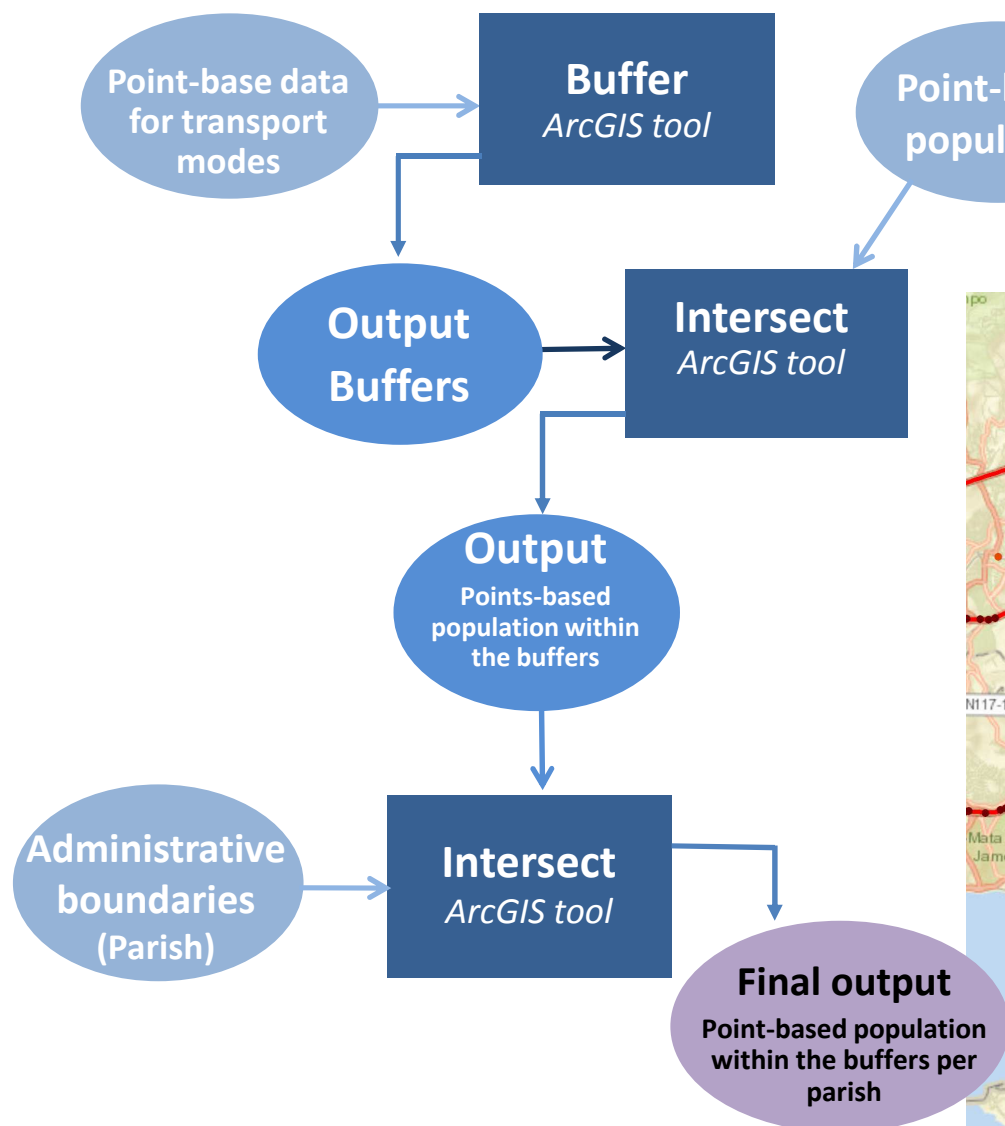 Point-base data
for transport
modes
Buffer
ArcGIS tool
Output
Buffers
Intersect
ArcGIS tool
Output
Points-based
population within
the buffers
Administrative
boundaries
(Parish)
Intersect
ArcGIS tool
Final output
Point-based population
within the buffers per
parish
Mata